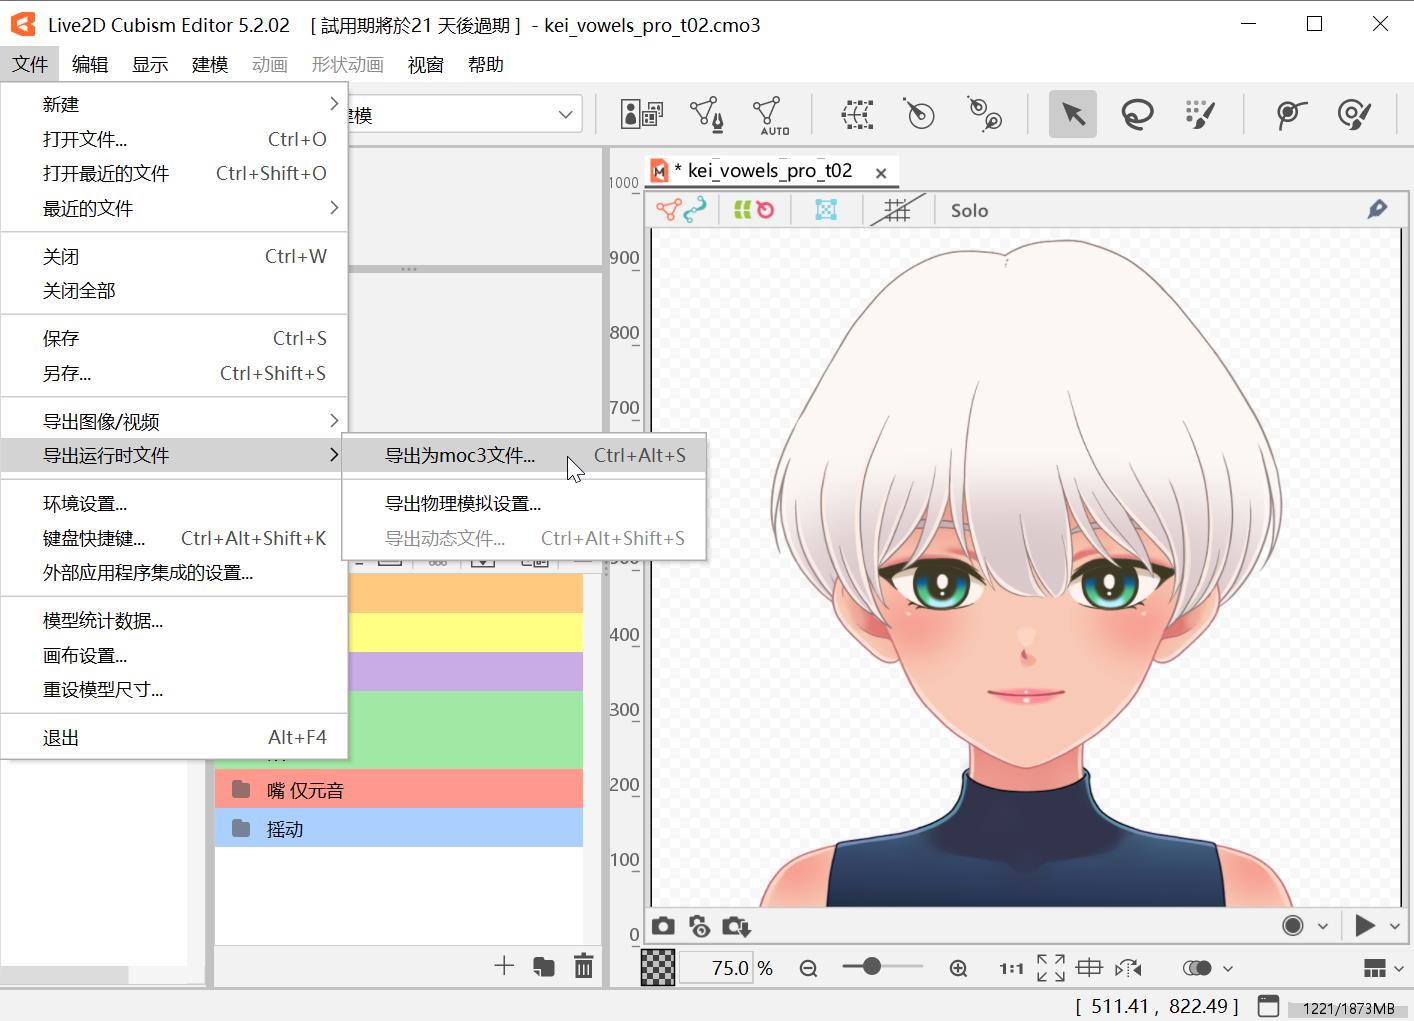 Live2D Cubism Editor 5.2.02 [ 試用期將於21 天後過期 ] - kei_vowels_pro_t02.cmo3
文件 编辑 显示 建模 动画 形状动画 视窗 帮助
新建
打开文件... Ctrl+O
打开最近的文件 Ctrl+Shift+O
最近的文件
关闭 Ctrl+W
关闭全部
保存 Ctrl+S
另存... Ctrl+Shift+S
导出图像/视频
导出运行时文件
环境设置...
键盘快捷键... Ctrl+Alt+Shift+K
外部应用程序集成的设置...
模型统计数据...
画布设置...
重设模型尺寸...
退出 Alt+F4
导出为moc3文件... Ctrl+Alt+S
导出物理模拟设置...
导出动态文件... Ctrl+Alt+Shift+S
建模
AUTO
* kei_vowels_pro_t02
Solo
1000
900
800
700
400
300
200
100
0
嘴 仅元音
摇动
75.0 %
1:1
[ 511.41 , 822.49 ]
1221/1873MB